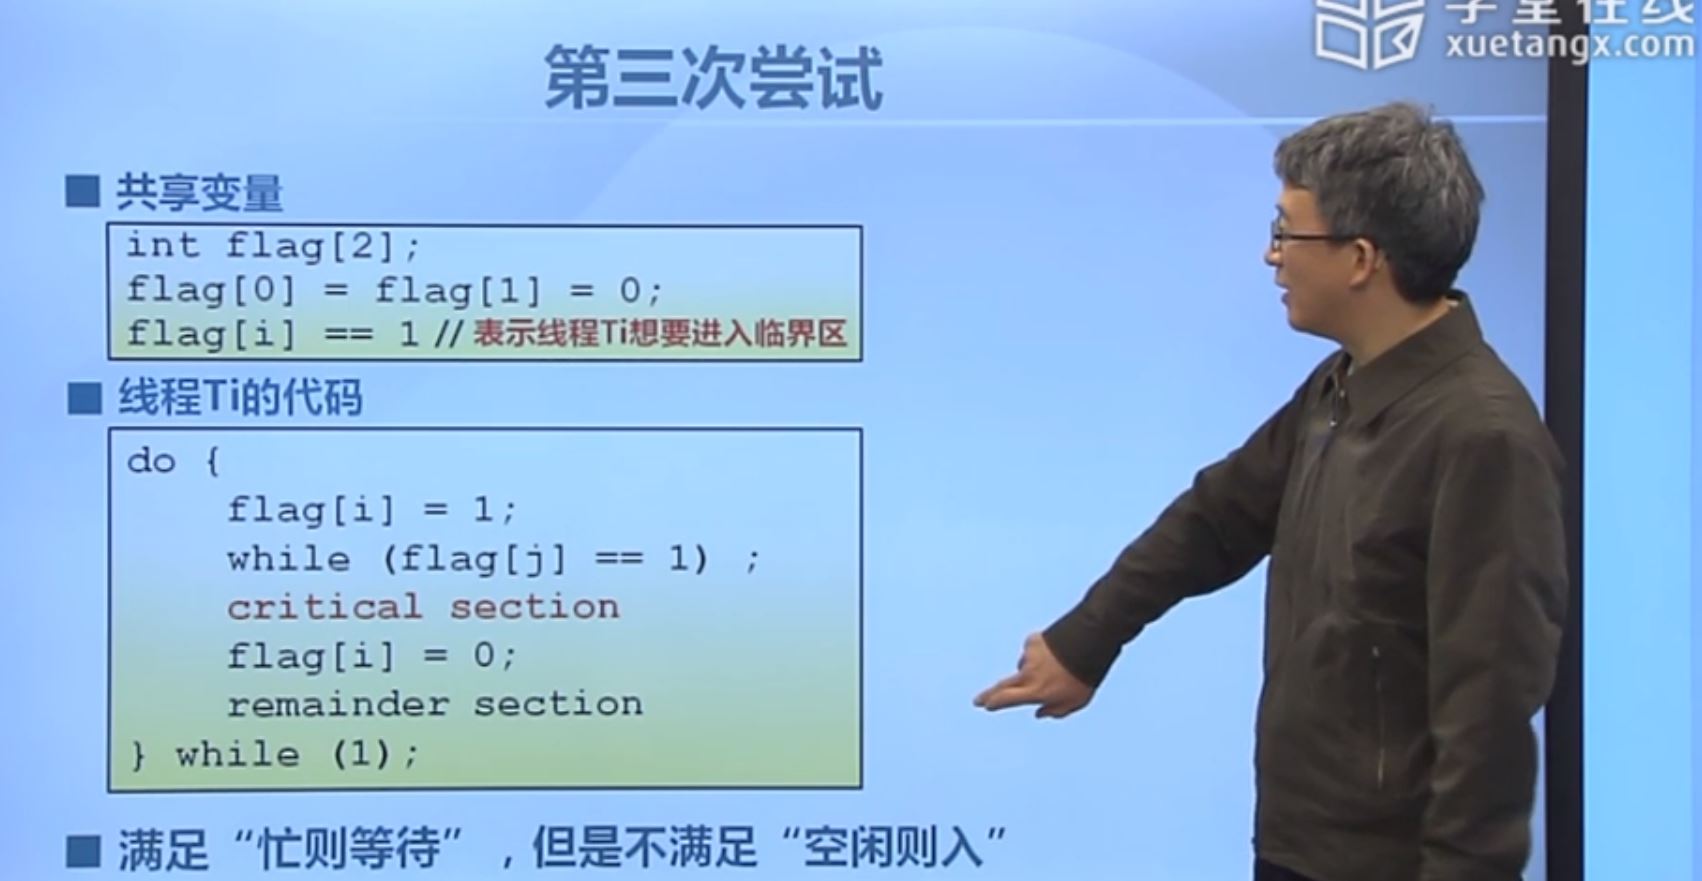 学堂在线
xuetangx.com
第三次尝试
■ 共享变量
int flag[2];
flag[0] = flag[1] = 0;
flag[i] == 1 // 表示线程Ti想要进入临界区
■ 线程Ti的代码
do {
flag[i] = 1;
while (flag[j] == 1) ;
critical section
flag[i] = 0;
remainder section
} while (1);
■ 满足“忙则等待”，但是不满足“空闲则入”